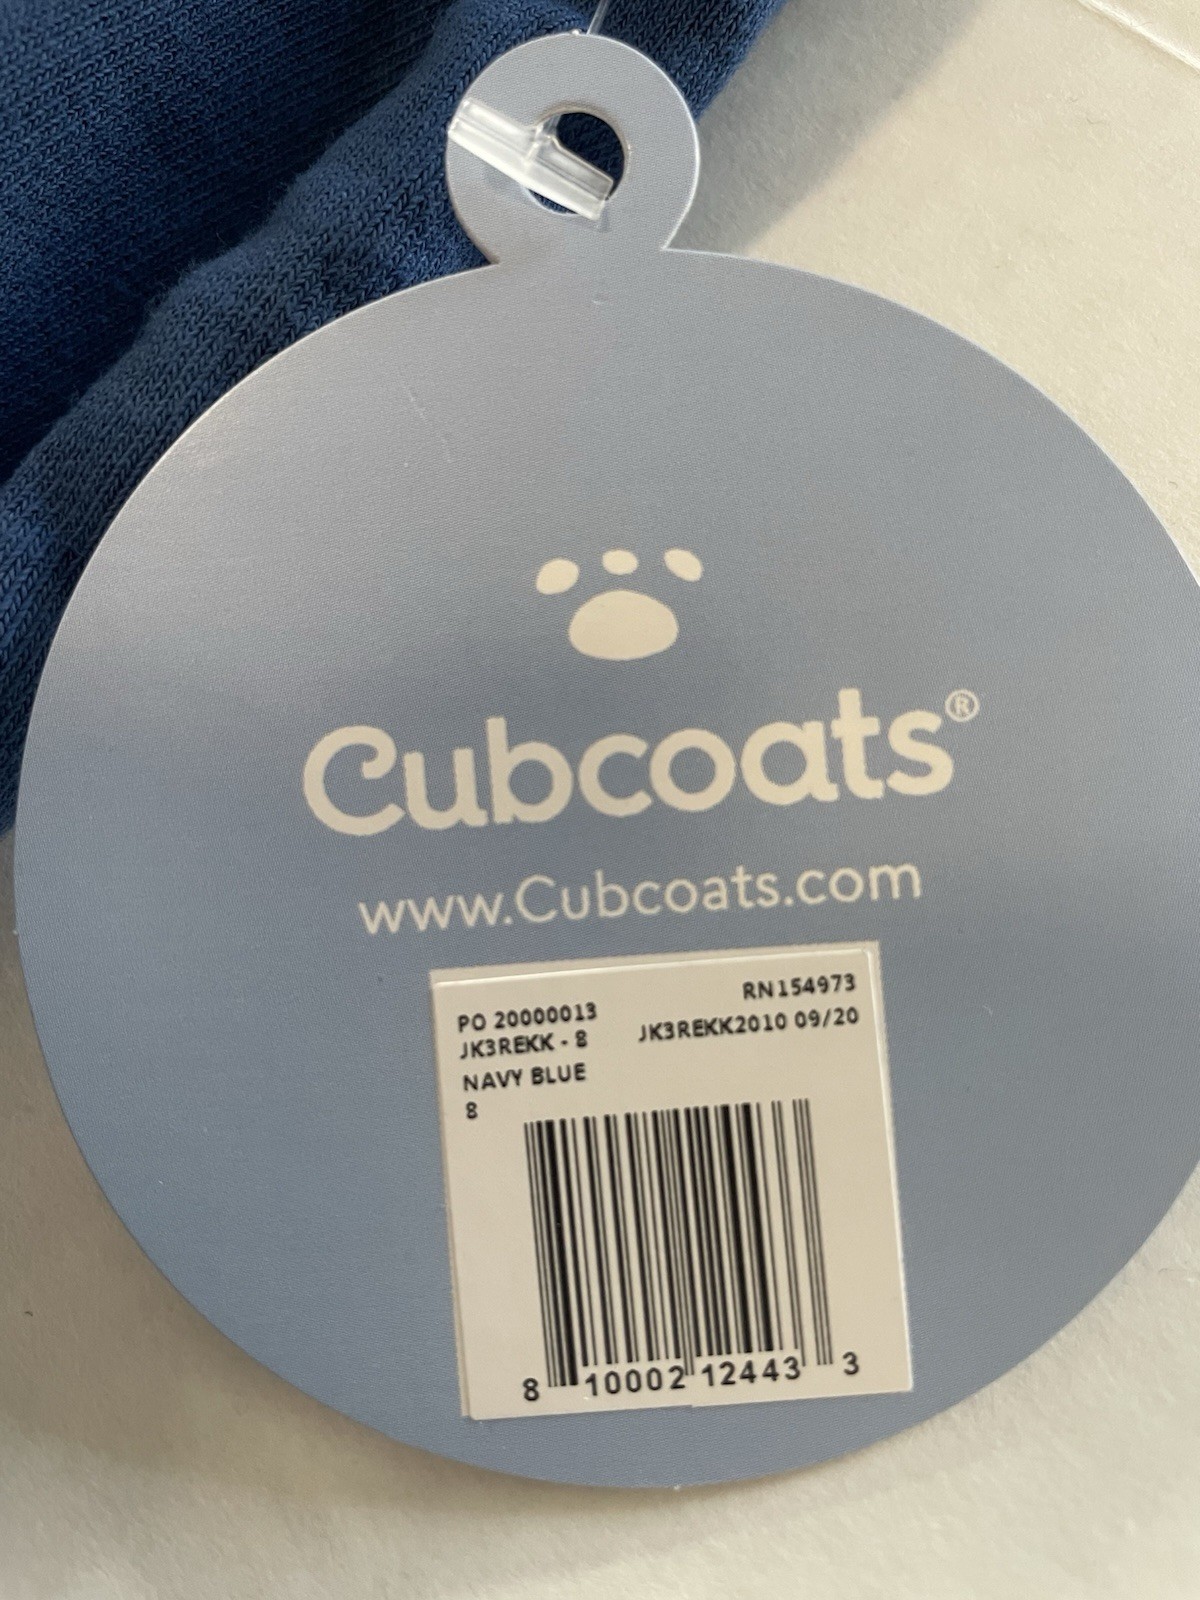 Cubcoats®
www.Cubcoats.com
PO 20000013
RN154973
JK3REKK - 8
JK3REKK2010 09/20
NAVY BLUE
8
8 10002 12443 3